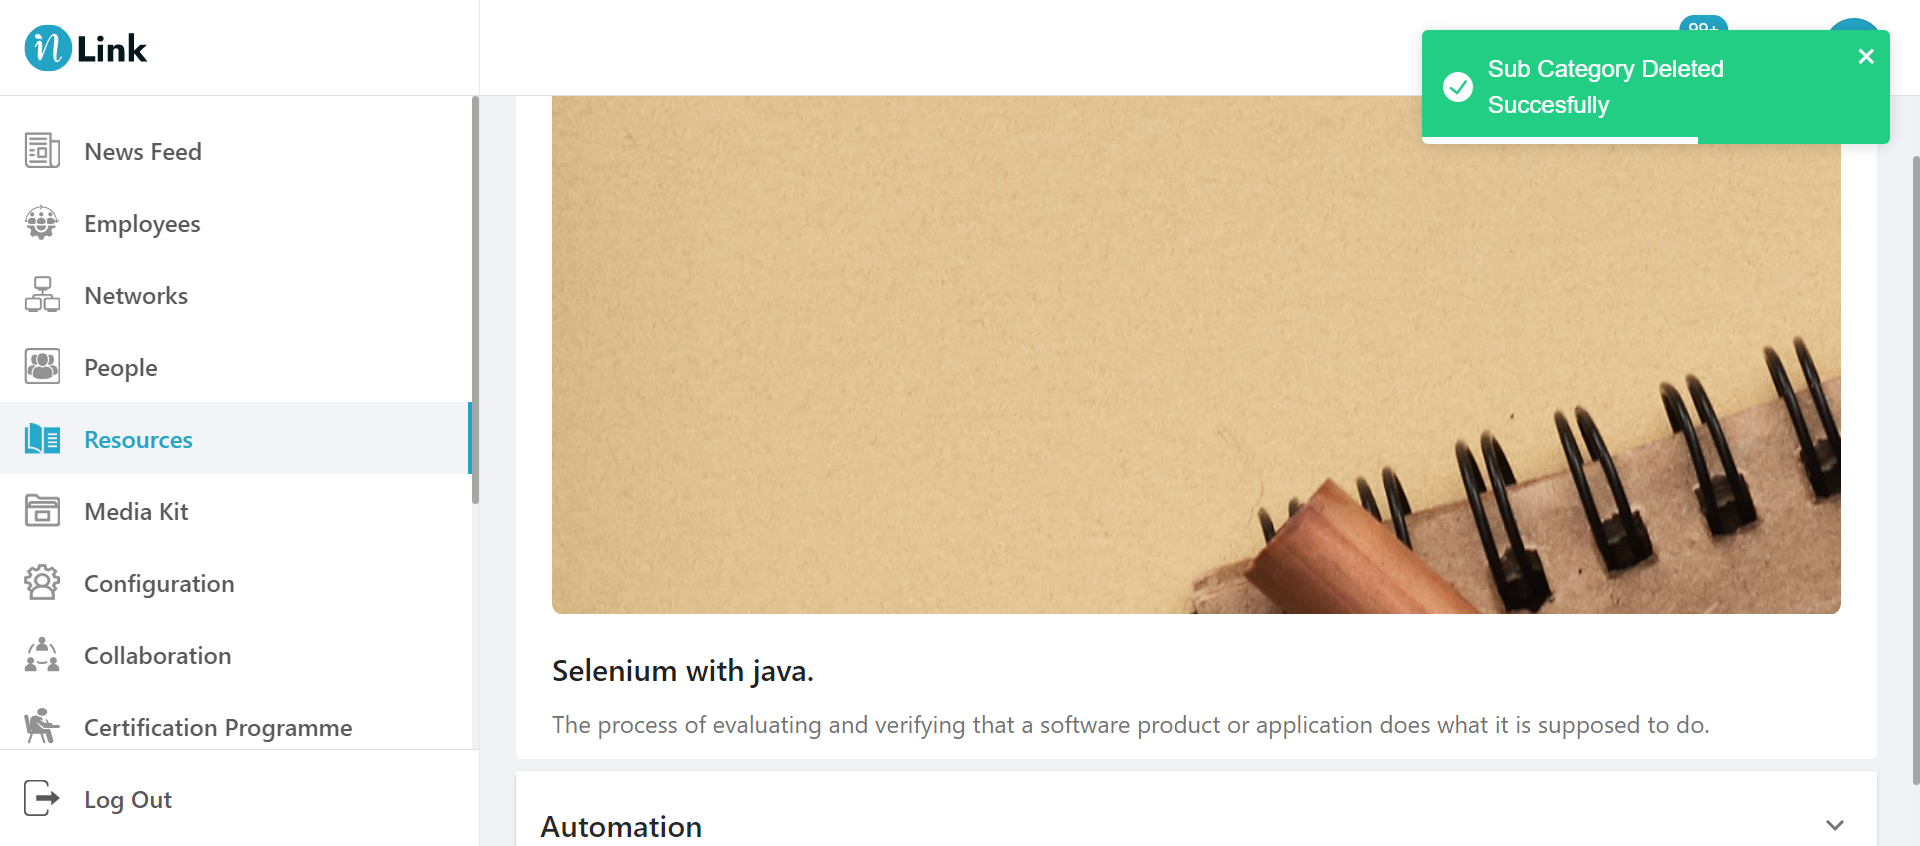 n Link
99+
Sub Category Deleted
Succesfully
News Feed
Employees
Networks
People
Resources
Media Kit
Configuration
Collaboration
Certification Programme
Log Out
Selenium with java.
The process of evaluating and verifying that a software product or application does what it is supposed to do.
Automation